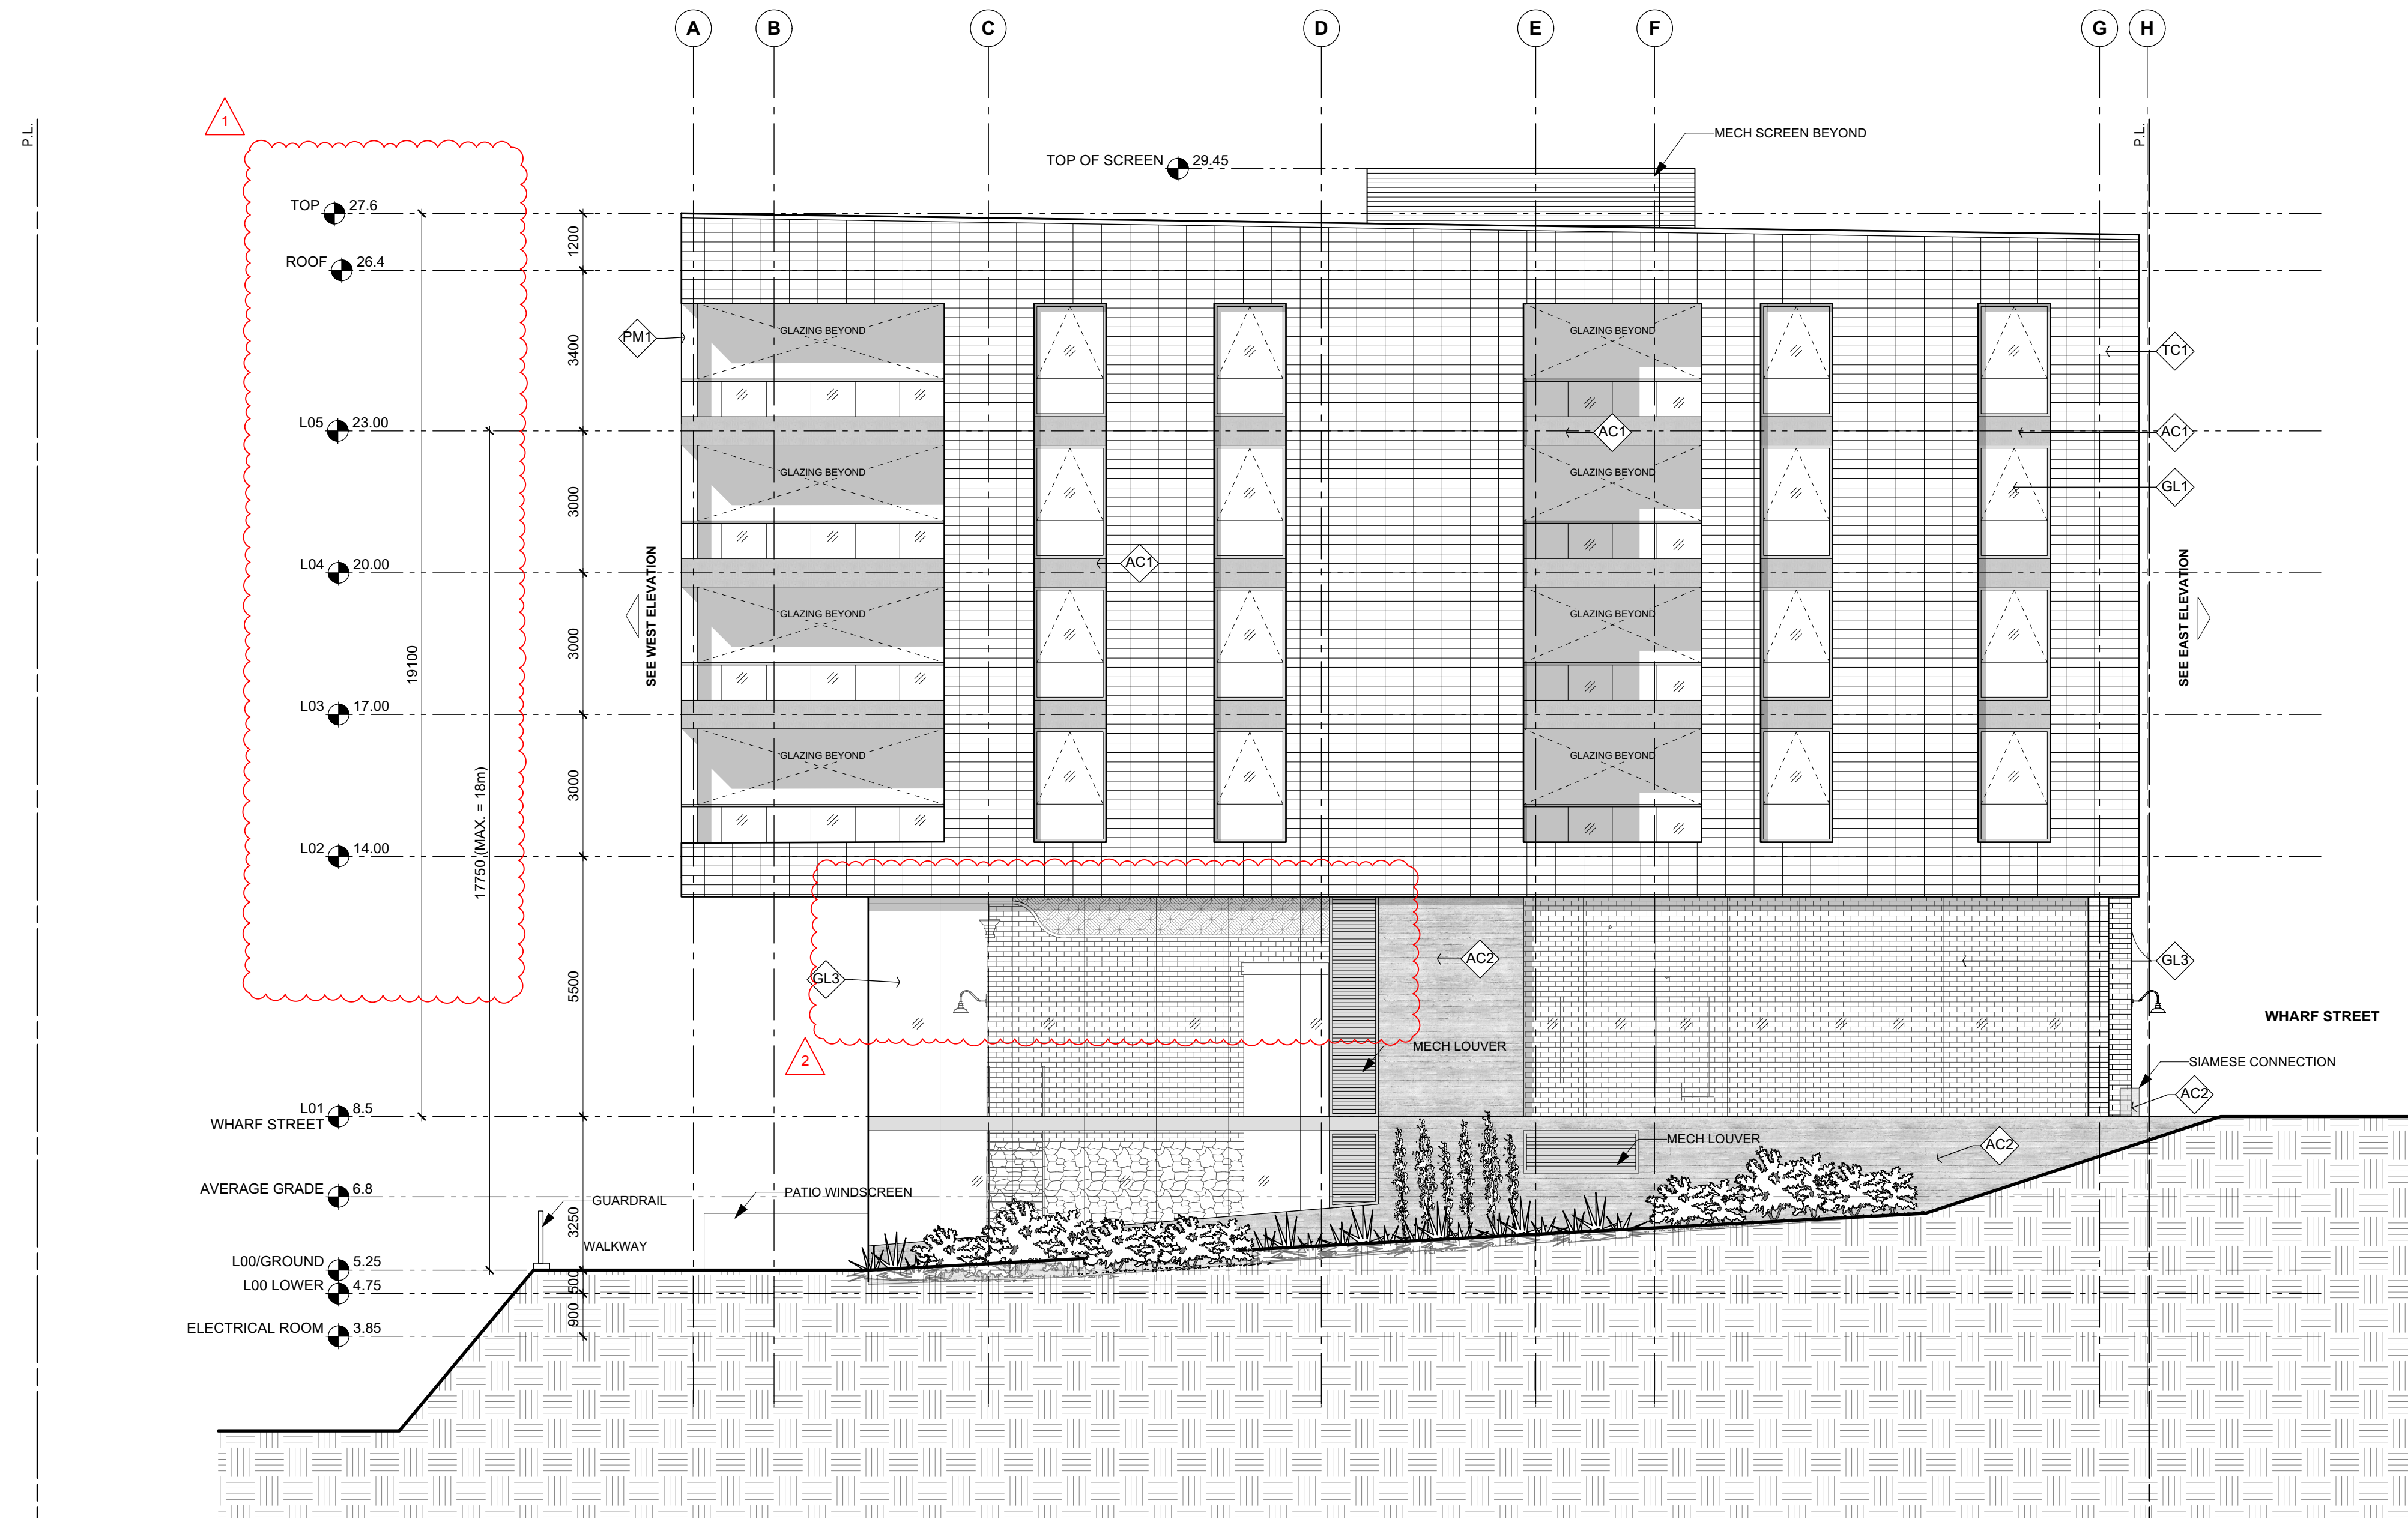 A B C D E F G H
P.L.
P.L.
1
MECH SCREEN BEYOND
TOP OF SCREEN 29.45
TOP 27.6
ROOF 26.4
1200
3400
PM1
GLAZING BEYOND
GLAZING BEYOND
TC1
L05 23.00
AC1
AC1
GLAZING BEYOND
GLAZING BEYOND
GL1
3000
L04 20.00
AC1
SEE WEST ELEVATION
SEE EAST ELEVATION
GLAZING BEYOND
GLAZING BEYOND
3000
19100
L03 17.00
GLAZING BEYOND
GLAZING BEYOND
3000
17750 (MAX. = 18m)
L02 14.00
GL3
AC2
GL3
5500
WHARF STREET
2
MECH LOUVER
SIAMESE CONNECTION
AC2
L01 8.5
WHARF STREET
MECH LOUVER
AC2
AVERAGE GRADE 6.8
GUARDRAIL
PATIO WINDSCREEN
3250
WALKWAY
L00/GROUND 5.25
500
L00 LOWER 4.75
900
ELECTRICAL ROOM 3.85